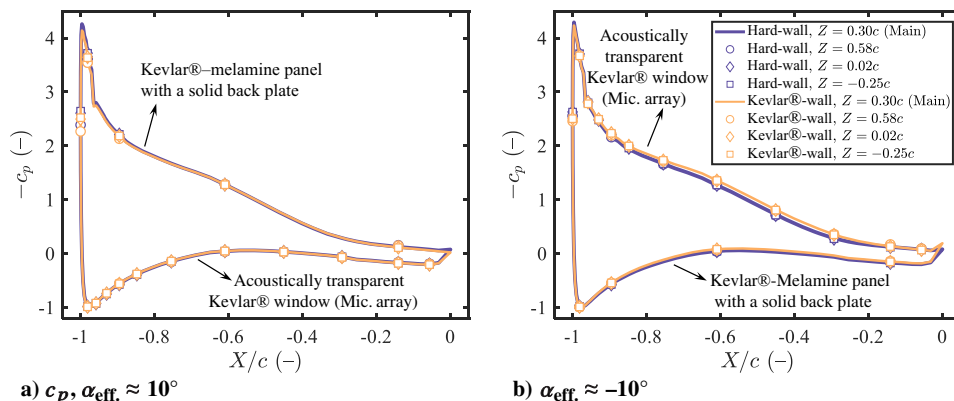 4
3
2
1
0
-1
−c_p (−)
Kevlar®–melamine panel
with a solid back plate
Acoustically transparent
Kevlar® window (Mic. array)
-1 -0.8 -0.6 -0.4 -0.2 0
X/c (−)
a) c_p, α_eff. ≈ 10°
4
3
2
1
0
-1
−c_p (−)
Acoustically
transparent
Kevlar® window
(Mic. array)
Hard-wall, Z = 0.30c (Main)
Hard-wall, Z = 0.58c
Hard-wall, Z = 0.02c
Hard-wall, Z = −0.25c
Kevlar®-wall, Z = 0.30c (Main)
Kevlar®-wall, Z = 0.58c
Kevlar®-wall, Z = 0.02c
Kevlar®-wall, Z = −0.25c
Kevlar®-Melamine panel
with a solid back plate
-1 -0.8 -0.6 -0.4 -0.2 0
X/c (−)
b) α_eff. ≈ −10°